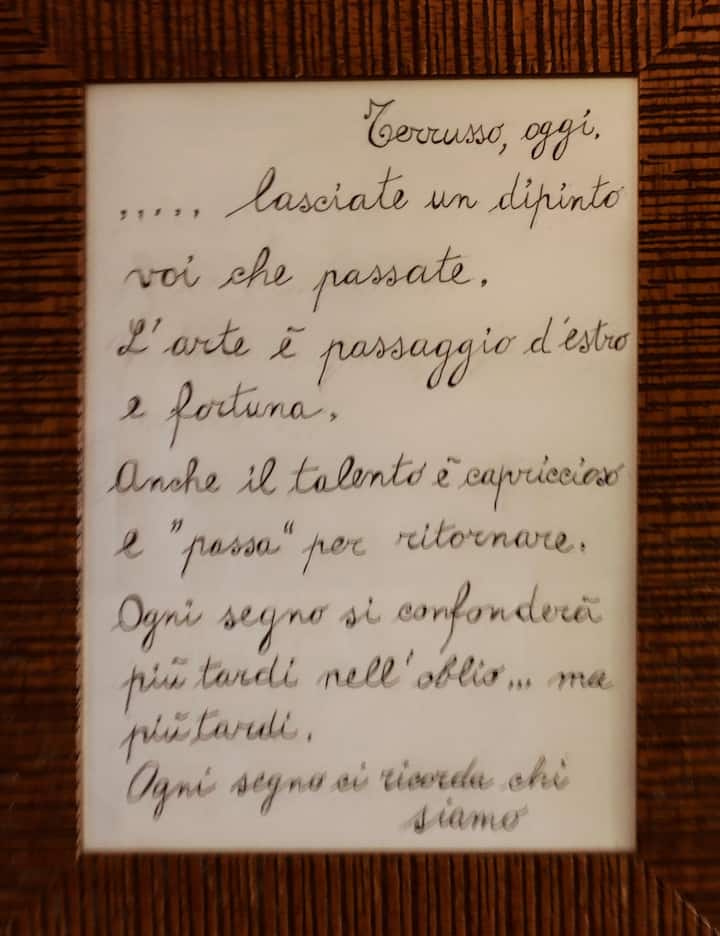 Terrusso, oggi.
..... lasciate un dipinto
voi che passate.
L'arte è passaggio d'estro
e fortuna.
Anche il talento è capriccioso
e "passa" per ritornare.
Ogni segno si confonderà
più tardi nell'oblio... ma
più tardi.
Ogni segno ci ricorda chi
siamo